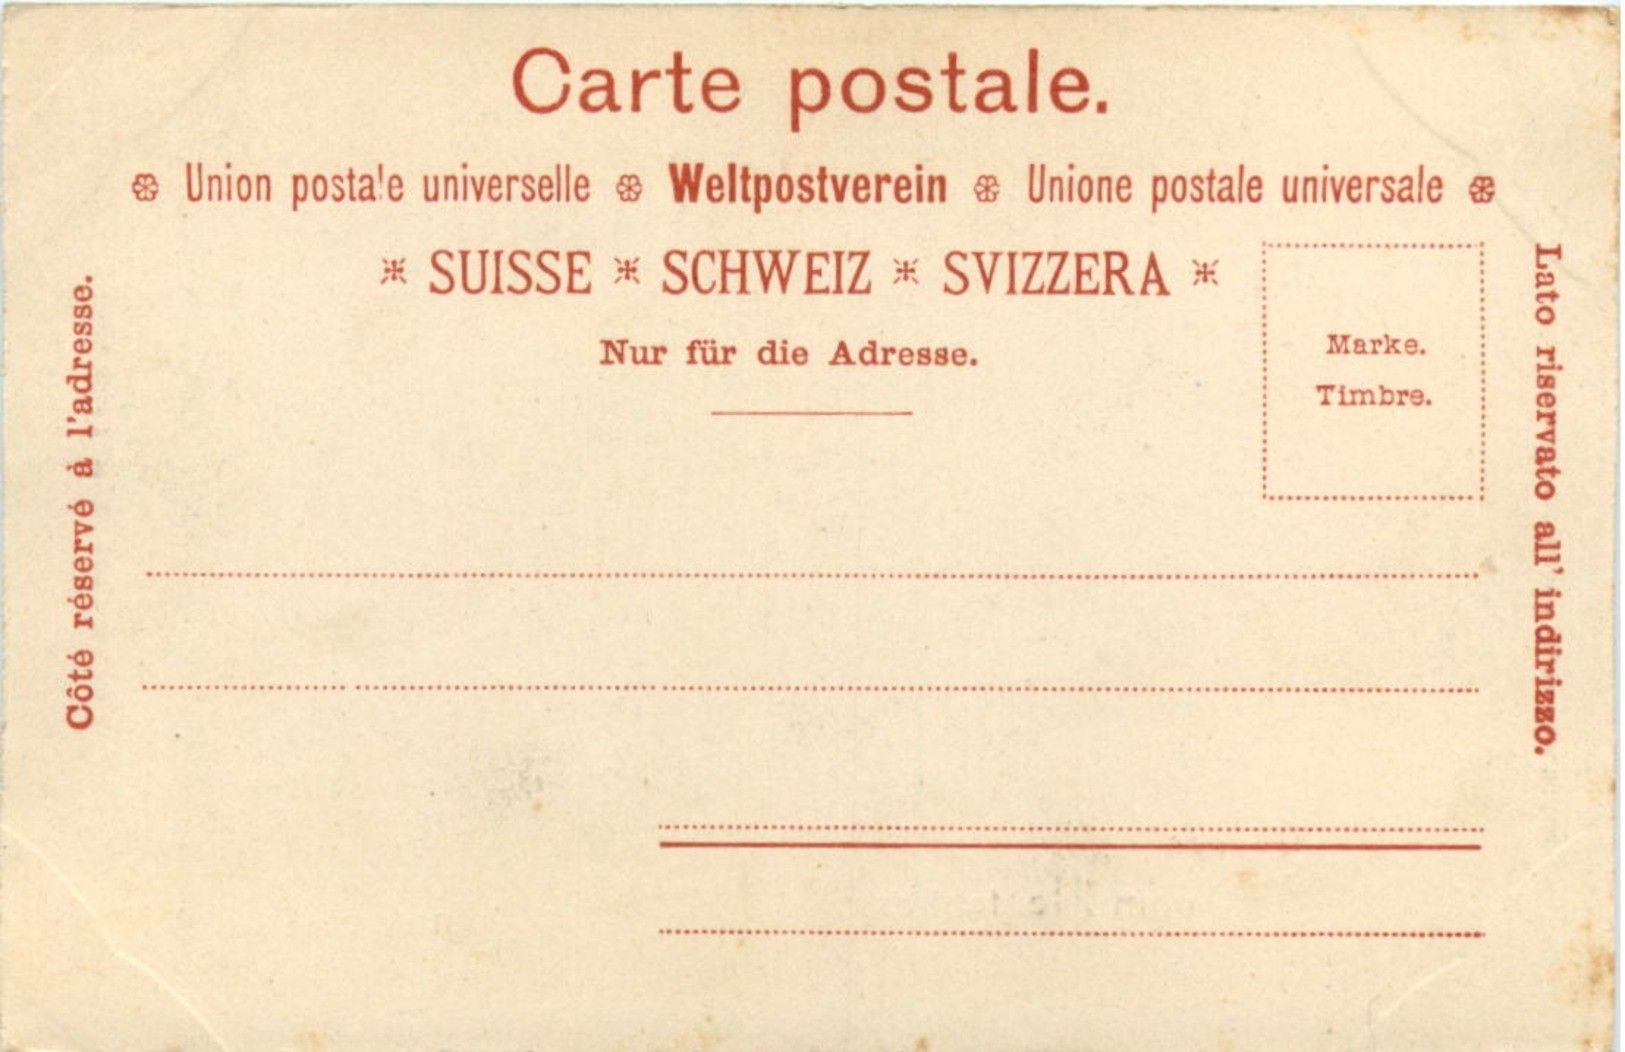 Carte postale.
Union postale universelle Weltpostverein Unione postale universale
SUISSE SCHWEIZ SVIZZERA
Nur für die Adresse.
Marke.
Timbre.
Côté réservé à l'adresse.
Lato riservato all' indirizzo.